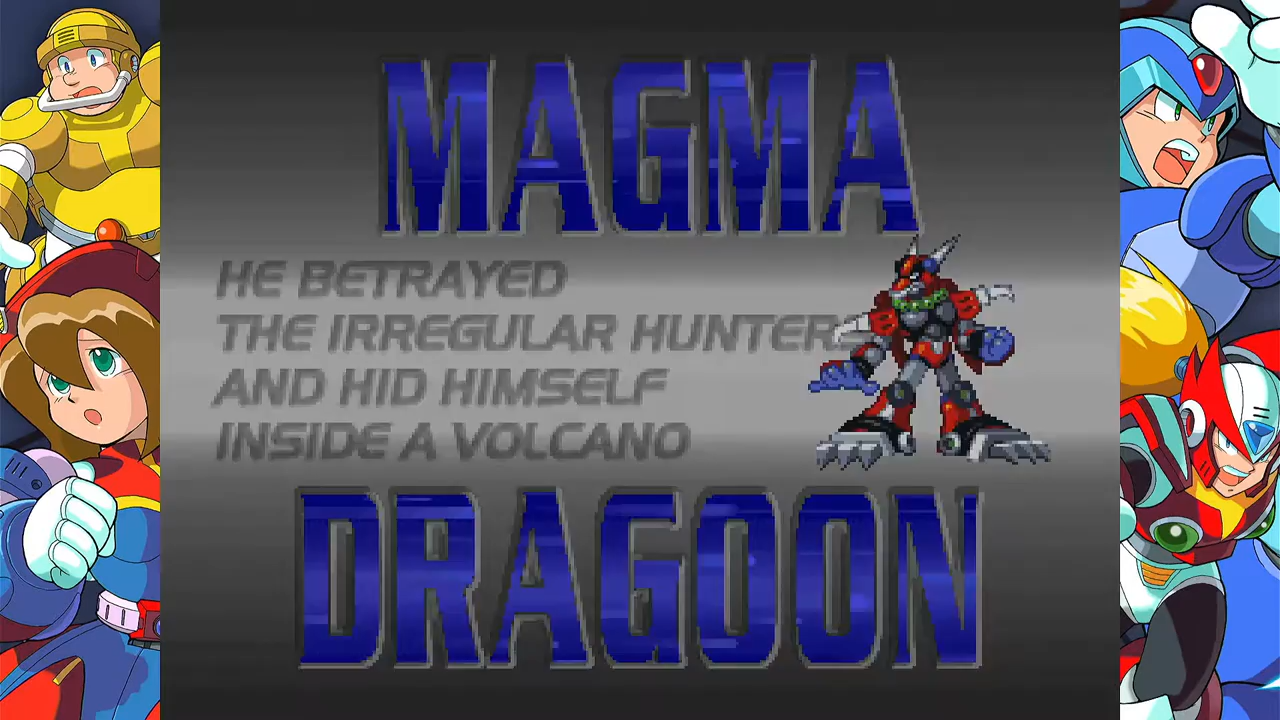 MAGMA
HE BETRAYED
THE IRREGULAR HUNTERS
AND HID HIMSELF
INSIDE A VOLCANO
DRAGOON